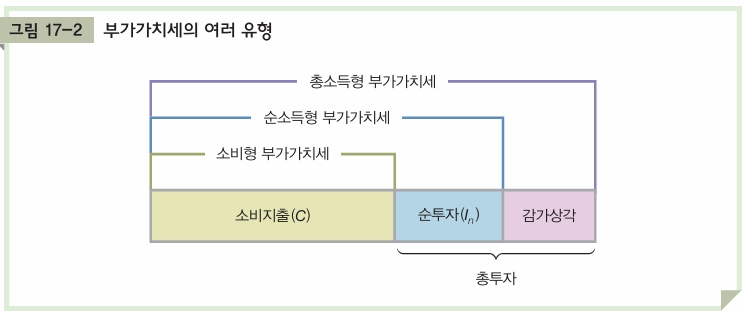 그림 17-2 부가가치세의 여러 유형
총소득형 부가가치세
순소득형 부가가치세
소비형 부가가치세
소비지출(C) 순투자(Iₙ) 감가상각
총투자